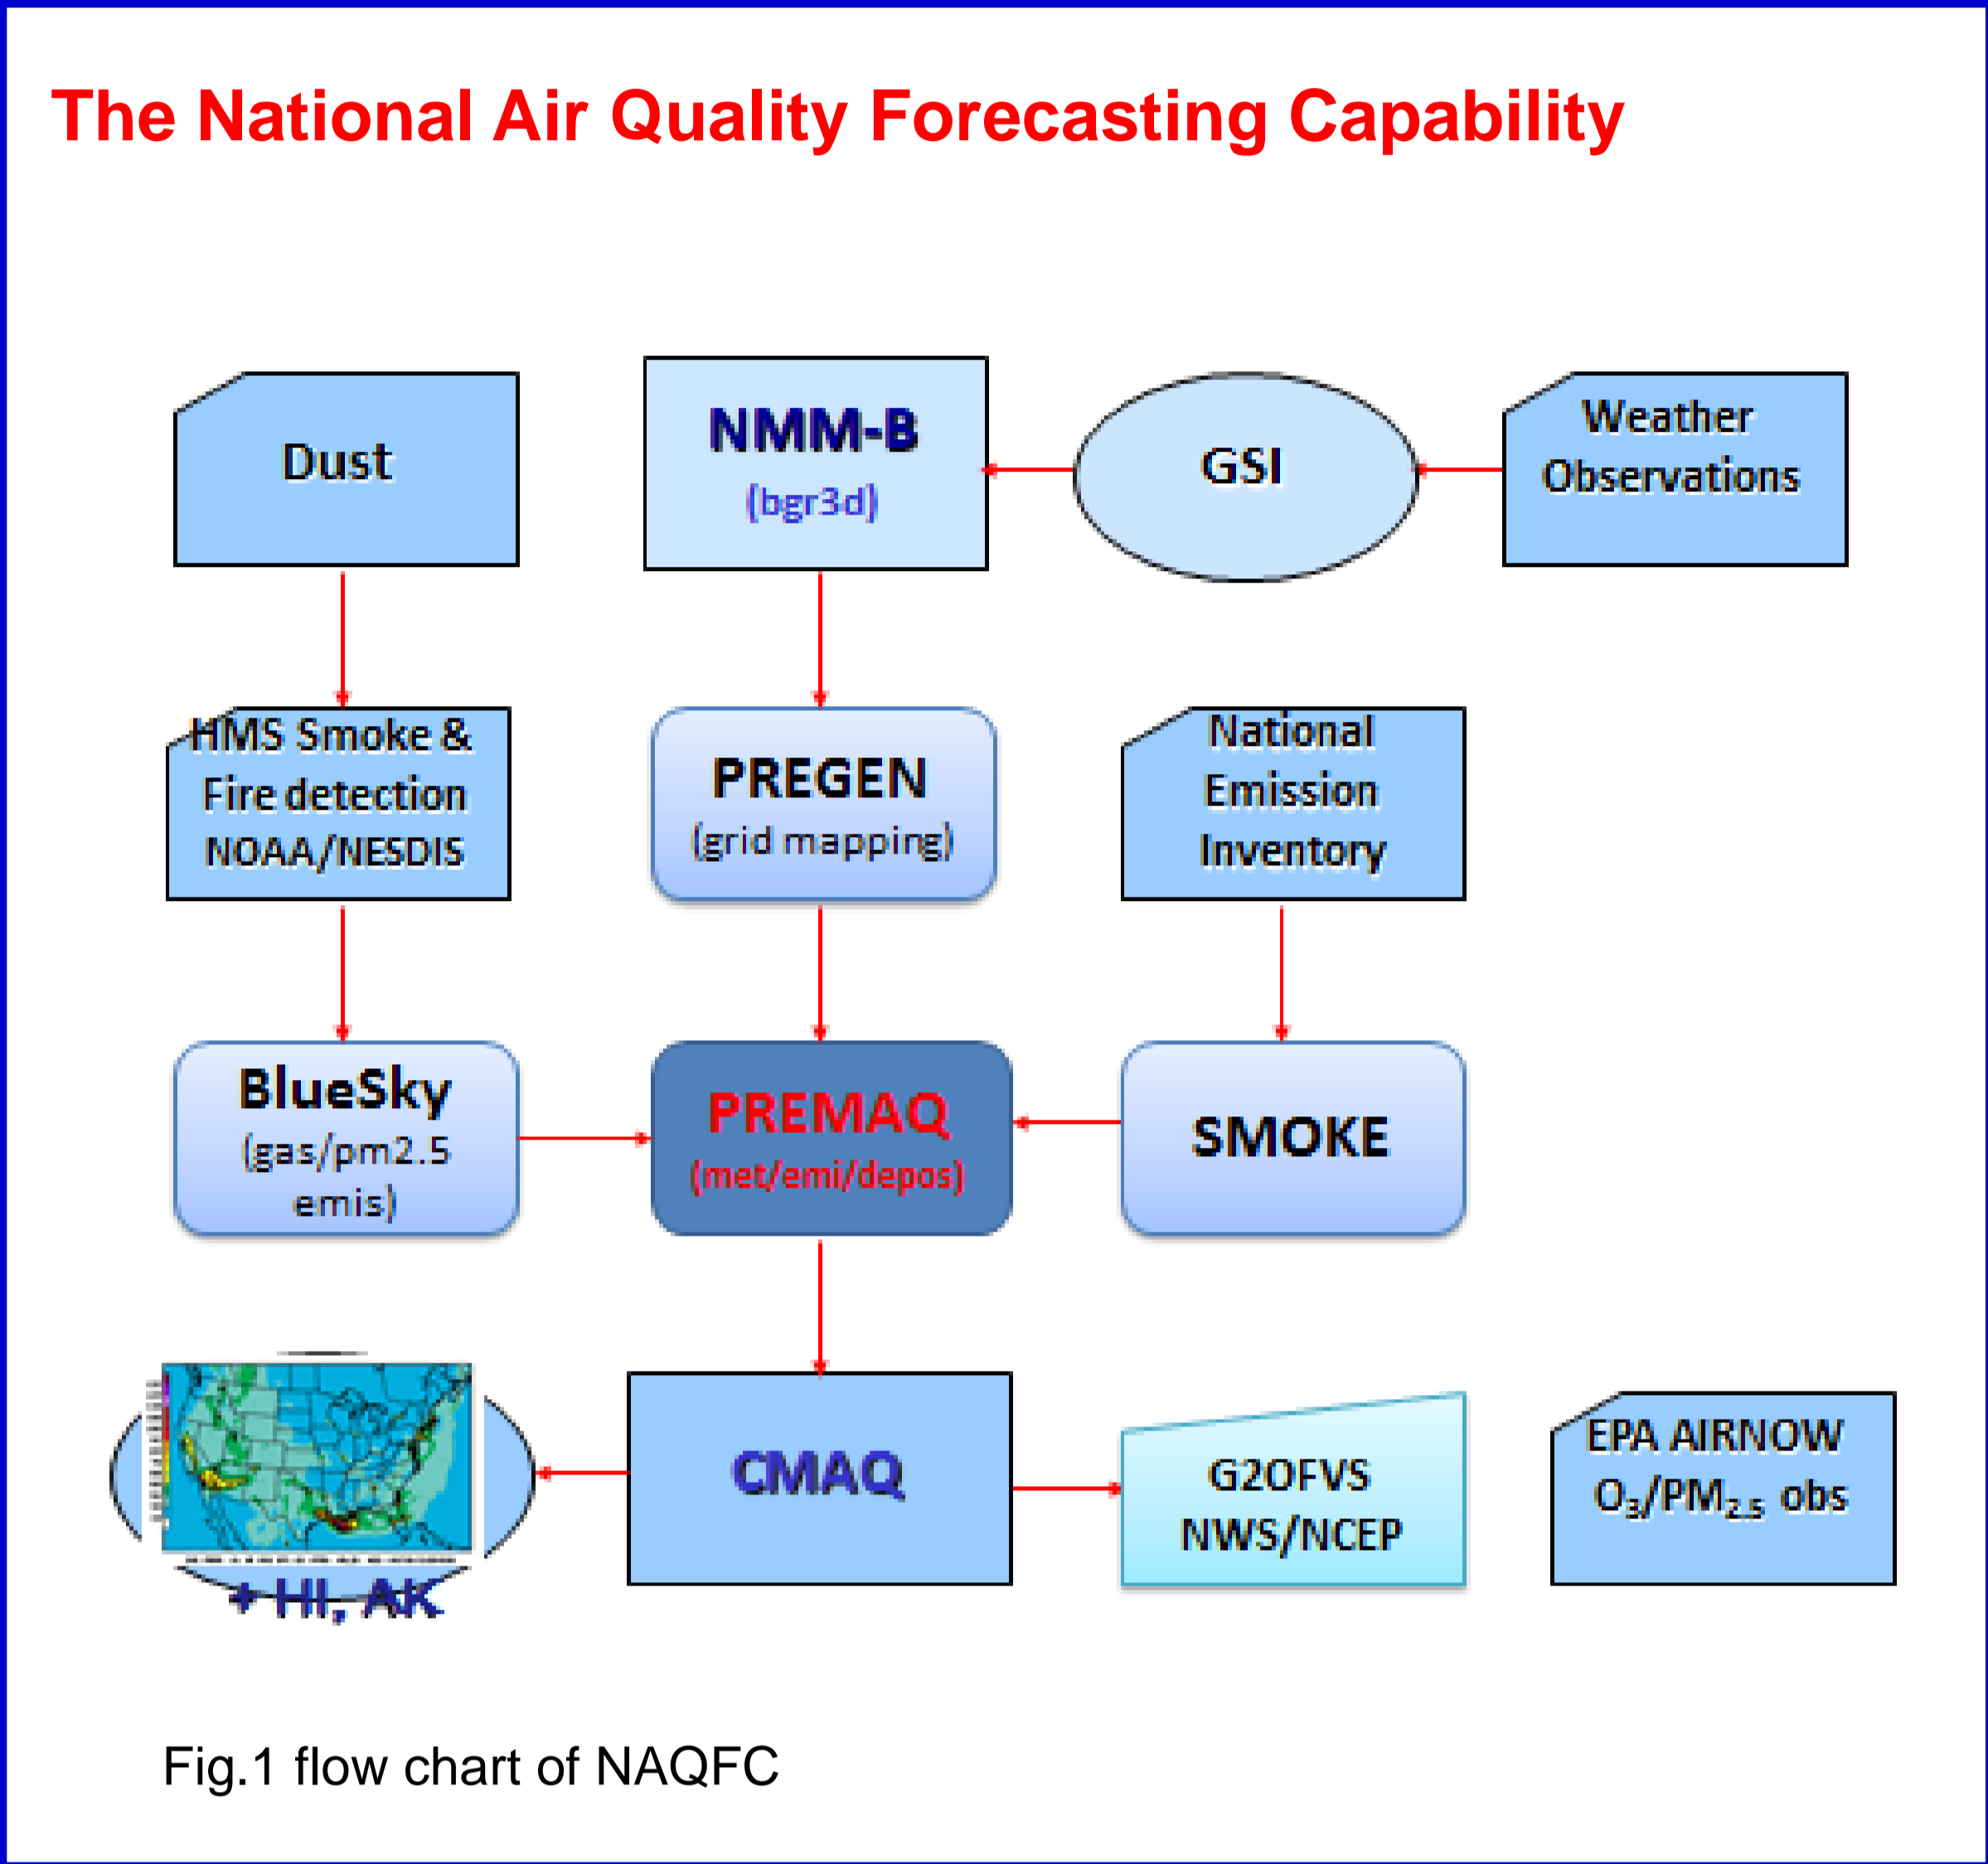 The National Air Quality Forecasting Capability
Dust
NMM-B
(bgr3d)
GSI
Weather
Observations
HMS Smoke &
Fire detection
NOAA/NESDIS
PREGEN
(grid mapping)
National
Emission
Inventory
BlueSky
(gas/pm2.5
emis)
PREMAQ
(met/emi/depos)
SMOKE
+ HI, AK
CMAQ
G2OFVS
NWS/NCEP
EPA AIRNOW
O₃/PM₂.₅ obs
Fig.1 flow chart of NAQFC